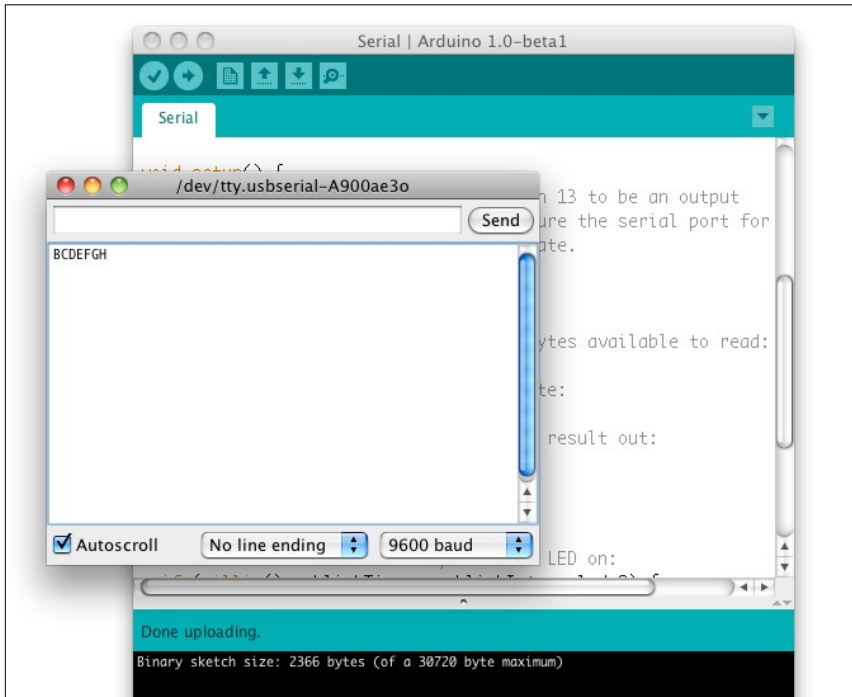 Serial | Arduino 1.0-beta1
Serial
void setup() {
/dev/tty.usbserial-A900ae3o
13 to be an output
Send
ure the serial port for
ate.
BCDEFGH
ytes available to read:
te:
result out:
Autoscroll
No line ending
9600 baud
LED on:
Done uploading.
Binary sketch size: 2366 bytes (of a 30720 byte maximum)